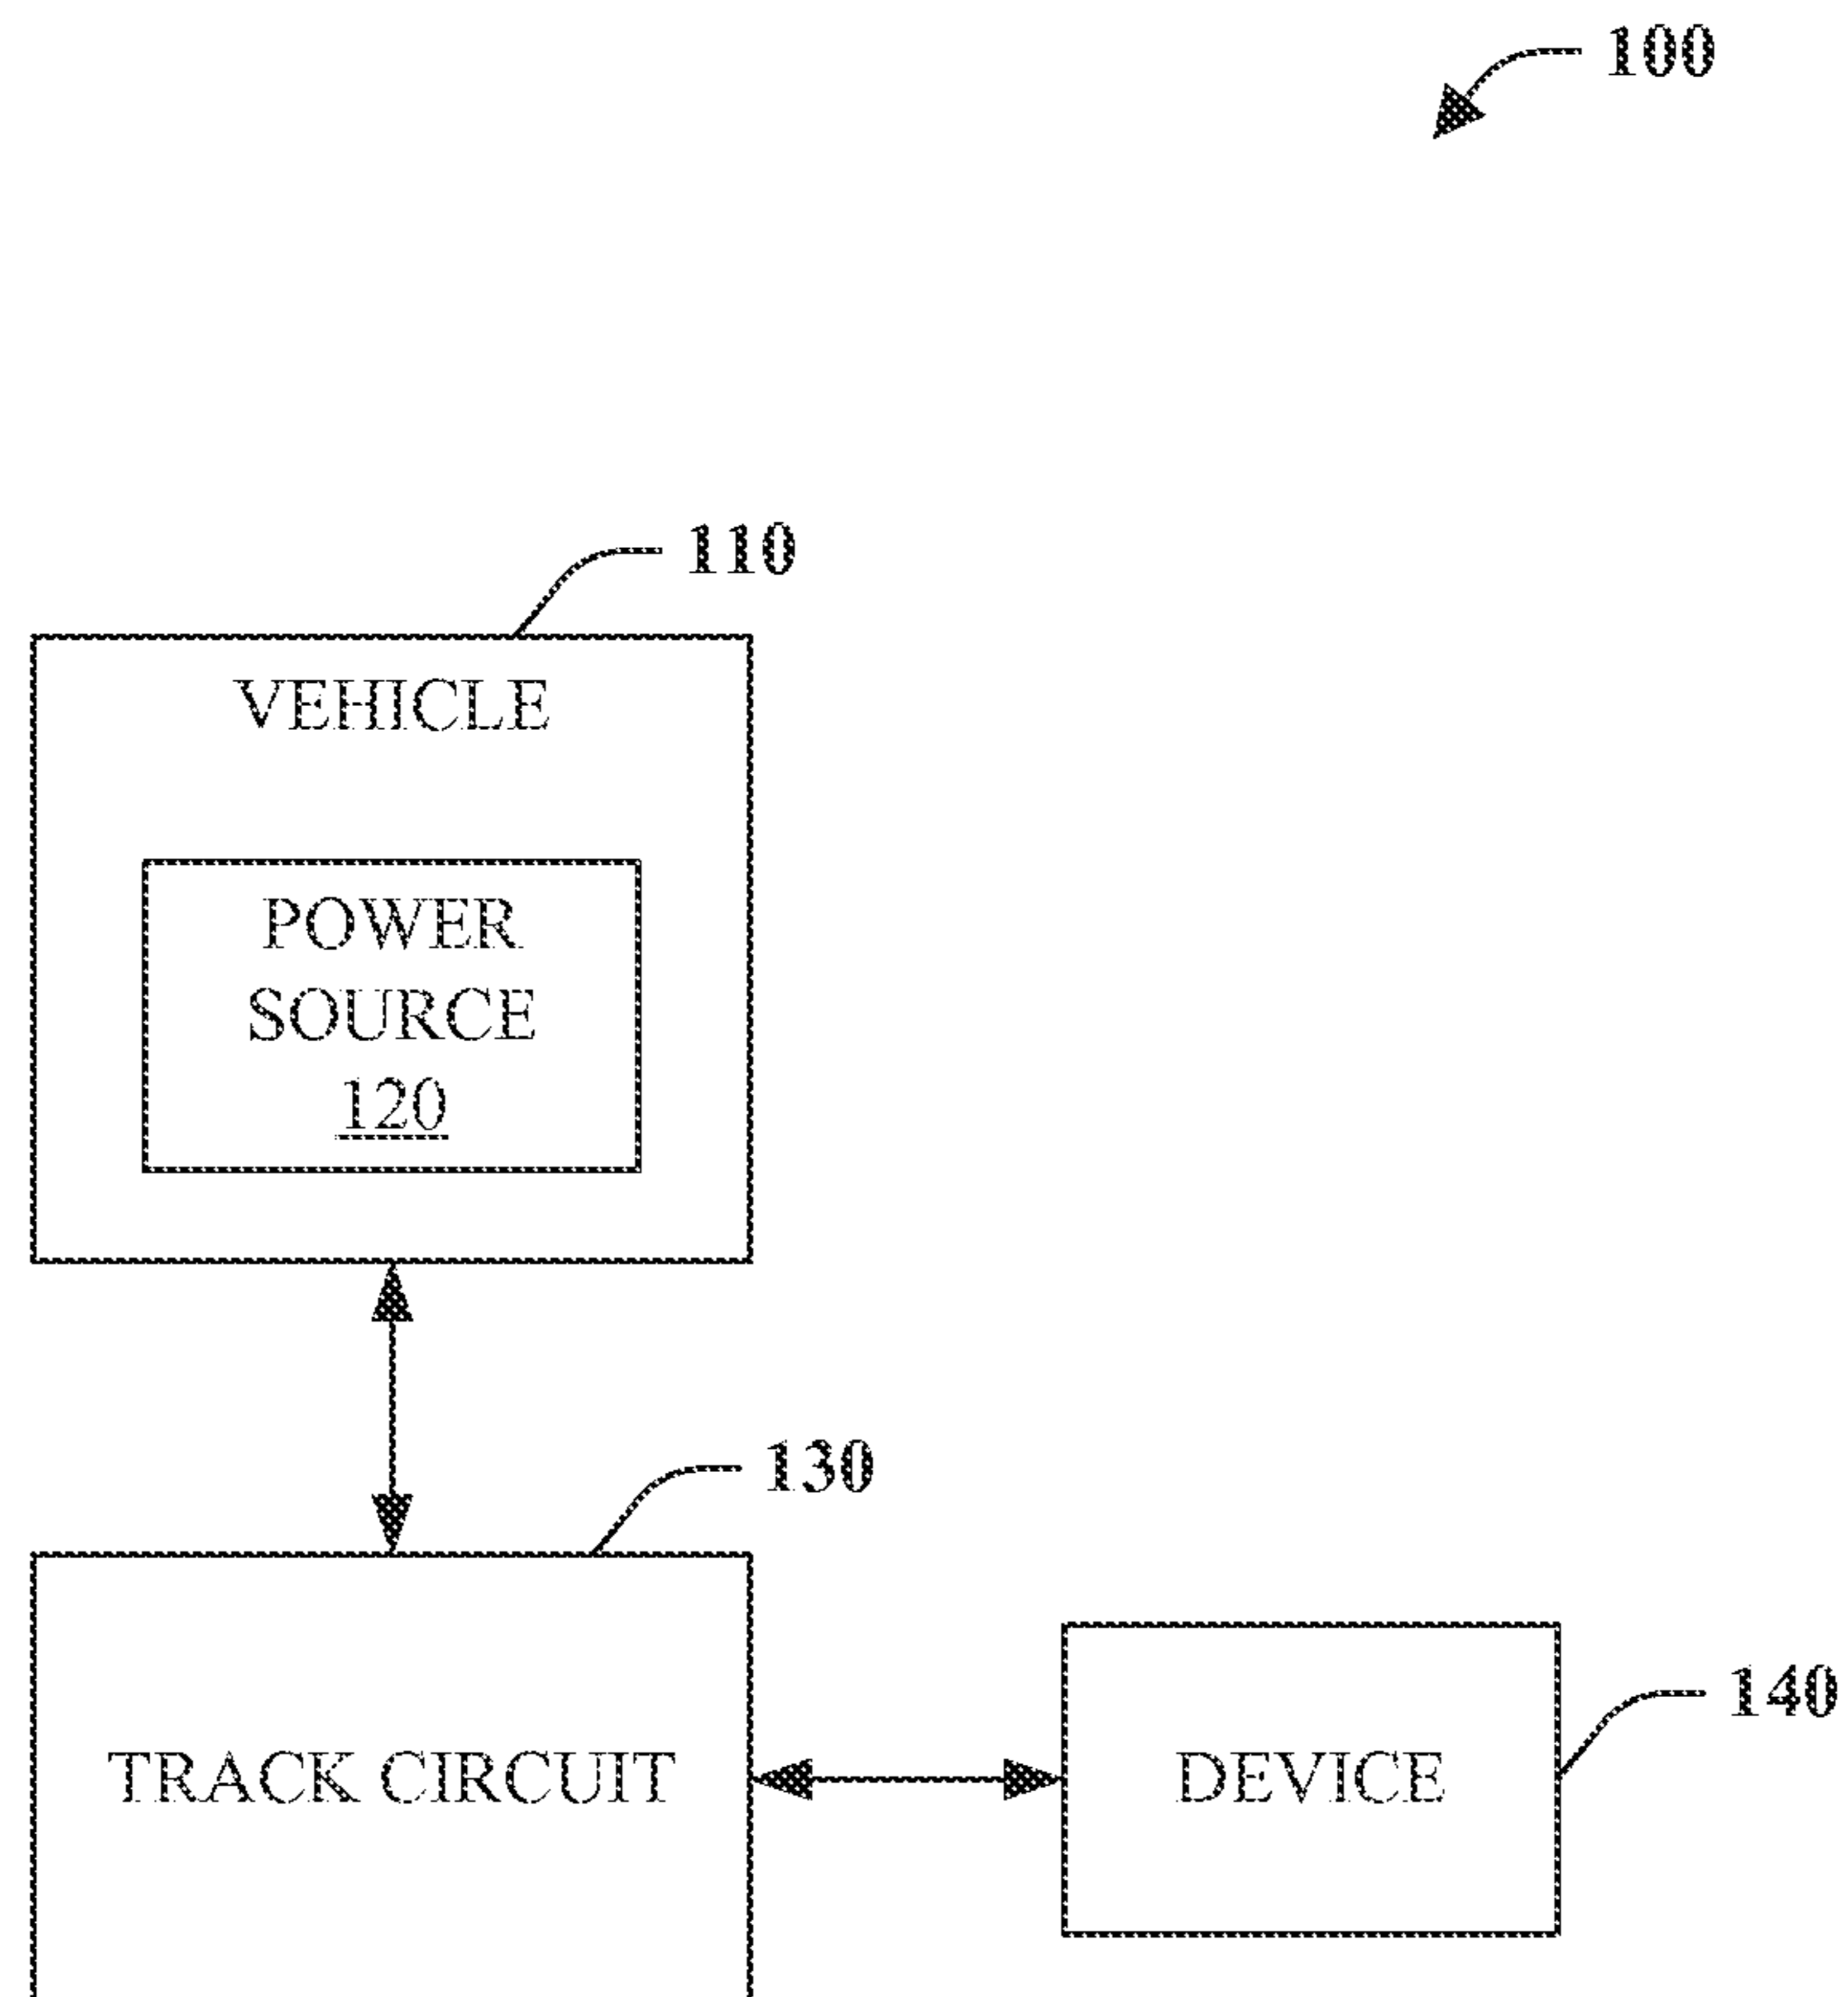 100
110
VEHICLE
POWER
SOURCE
120
130
TRACK CIRCUIT
DEVICE
140